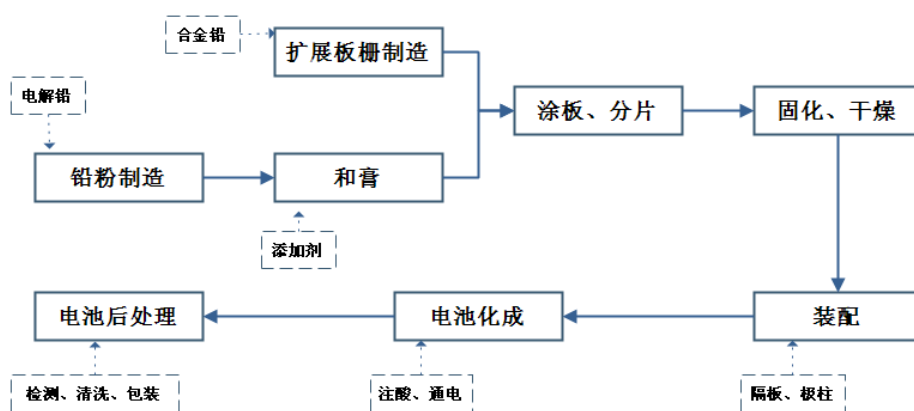 合金铅
扩展板栅制造
电解铅
涂板、分片
固化、干燥
铅粉制造
和膏
添加剂
电池后处理
电池化成
装配
检测、清洗、包装
注酸、通电
隔板、极柱